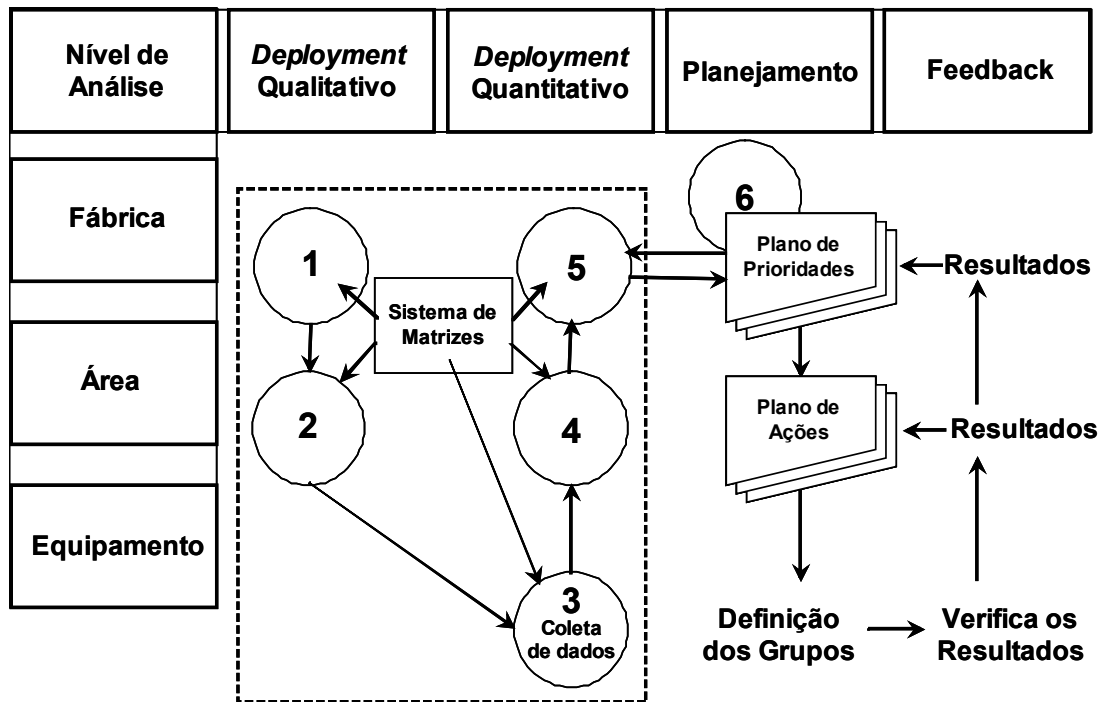 Nível de
Análise
Deployment
Qualitativo
Deployment
Quantitativo
Planejamento
Feedback
Fábrica
Área
Equipamento
1
2
Sistema de
Matrizes
5
4
3
Coleta
de dados
6
Plano de
Prioridades
Resultados
Plano de
Ações
Resultados
Definição
dos Grupos
Verifica os
Resultados